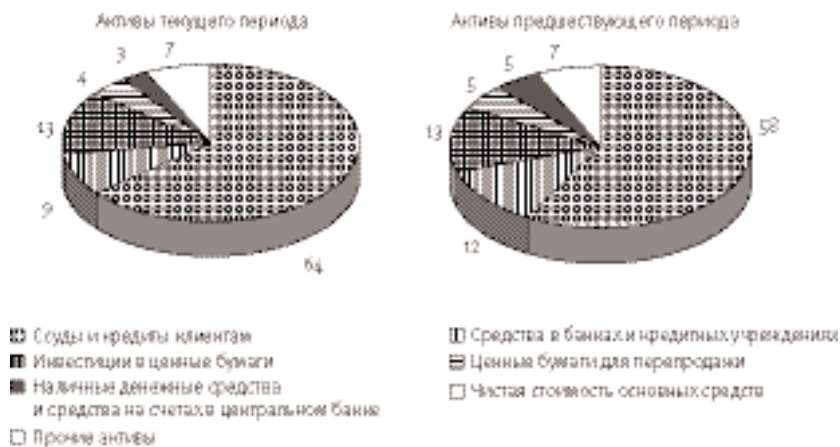 Активы текущего периода
Активы предшествующего периода
3
7
4
13
9
64
5
7
5
13
12
58
Ссуды и кредиты клиентам
Инвестиции в ценные бумаги
Наличные денежные средства
и средства на счетах в центральном банке
Прочие активы
Средства в банках и кредитных учреждениях
Ценные бумаги для перепродажи
Чистая стоимость основных средств